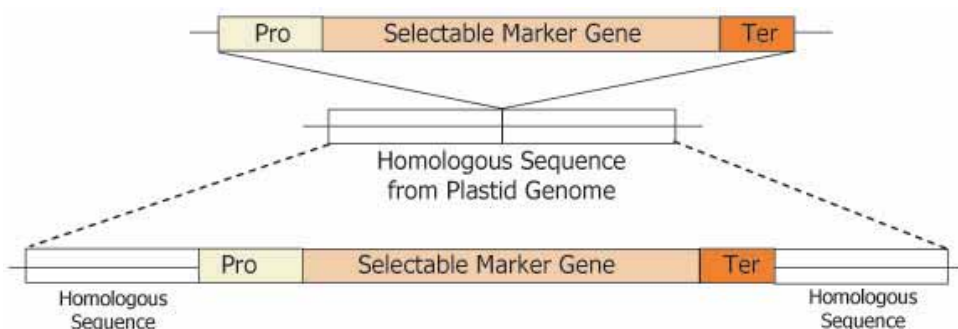 Pro Selectable Marker Gene Ter
Homologous Sequence
from Plastid Genome
Pro Selectable Marker Gene Ter
Homologous
Sequence
Homologous
Sequence